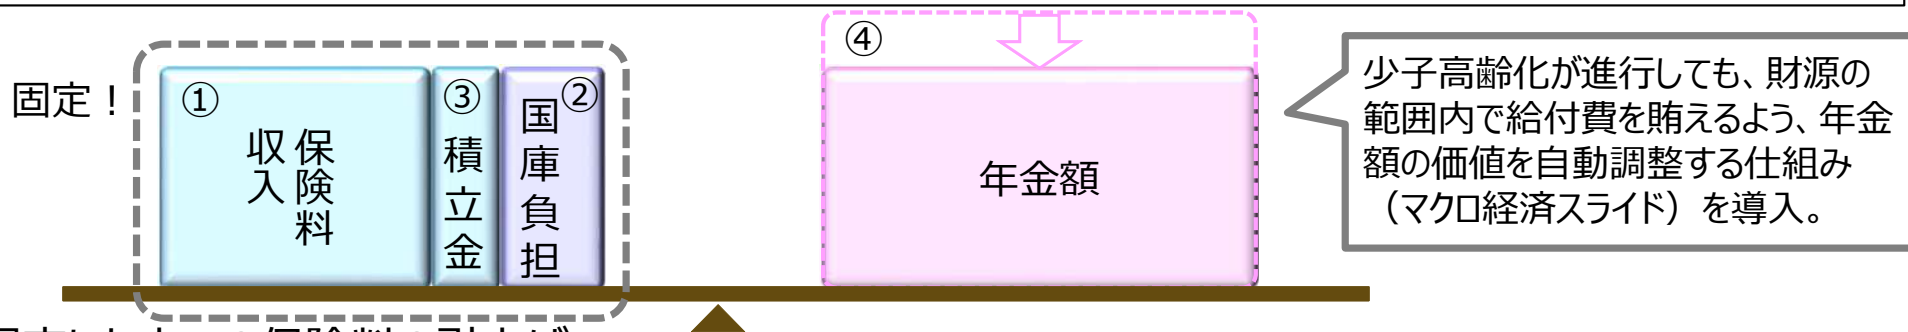 固定！
①
保険料
収入
③
積立金
②
国庫負担
④
年金額
少子高齢化が進行しても、財源の
範囲内で給付費を賄えるよう、年金
額の価値を自動調整する仕組み
（マクロ経済スライド）を導入。